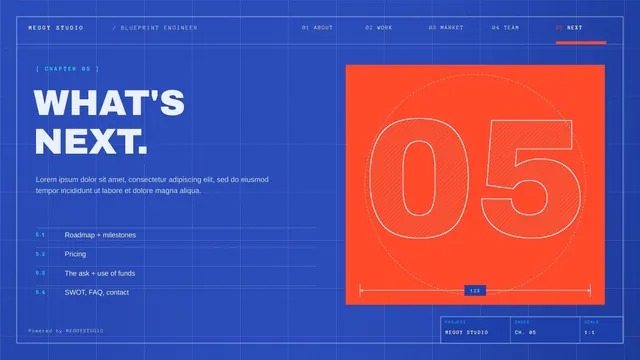 MEGGY STUDIO / BLUEPRINT ENGINEER 01 ABOUT 02 WORK 03 MARKET 04 TEAM 05 NEXT
[ CHAPTER 05 ]
WHAT'S
NEXT.
Lorem ipsum dolor sit amet, consectetur adipiscing elit, sed do eiusmod
tempor incididunt ut labore et dolore magna aliqua.
5.1 Roadmap + milestones
5.2 Pricing
5.3 The ask + use of funds
5.4 SWOT, FAQ, contact
05
Powered by MEGGYSTUDIO
PROJECT SHEET SCALE
MEGGY STUDIO CH. 05 1:1